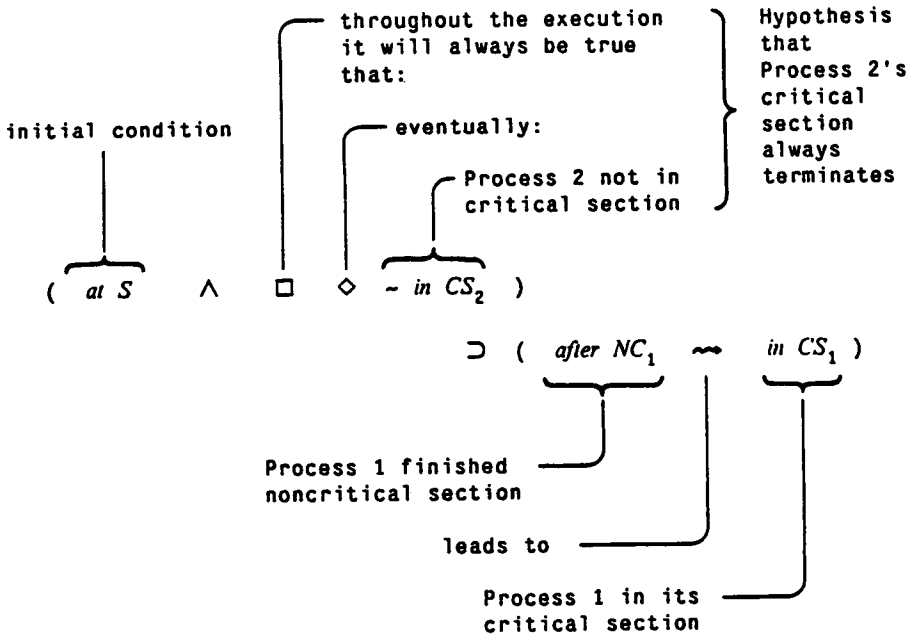 throughout the execution
it will always be true
that:
Hypothesis
that
Process 2's
critical
section
always
terminates
initial condition
eventually:
Process 2 not in
critical section
( at S ∧ □ ◇ ~ in CS₂ )
⊃ ( after NC₁ ⇝ in CS₁ )
Process 1 finished
noncritical section
leads to
Process 1 in its
critical section